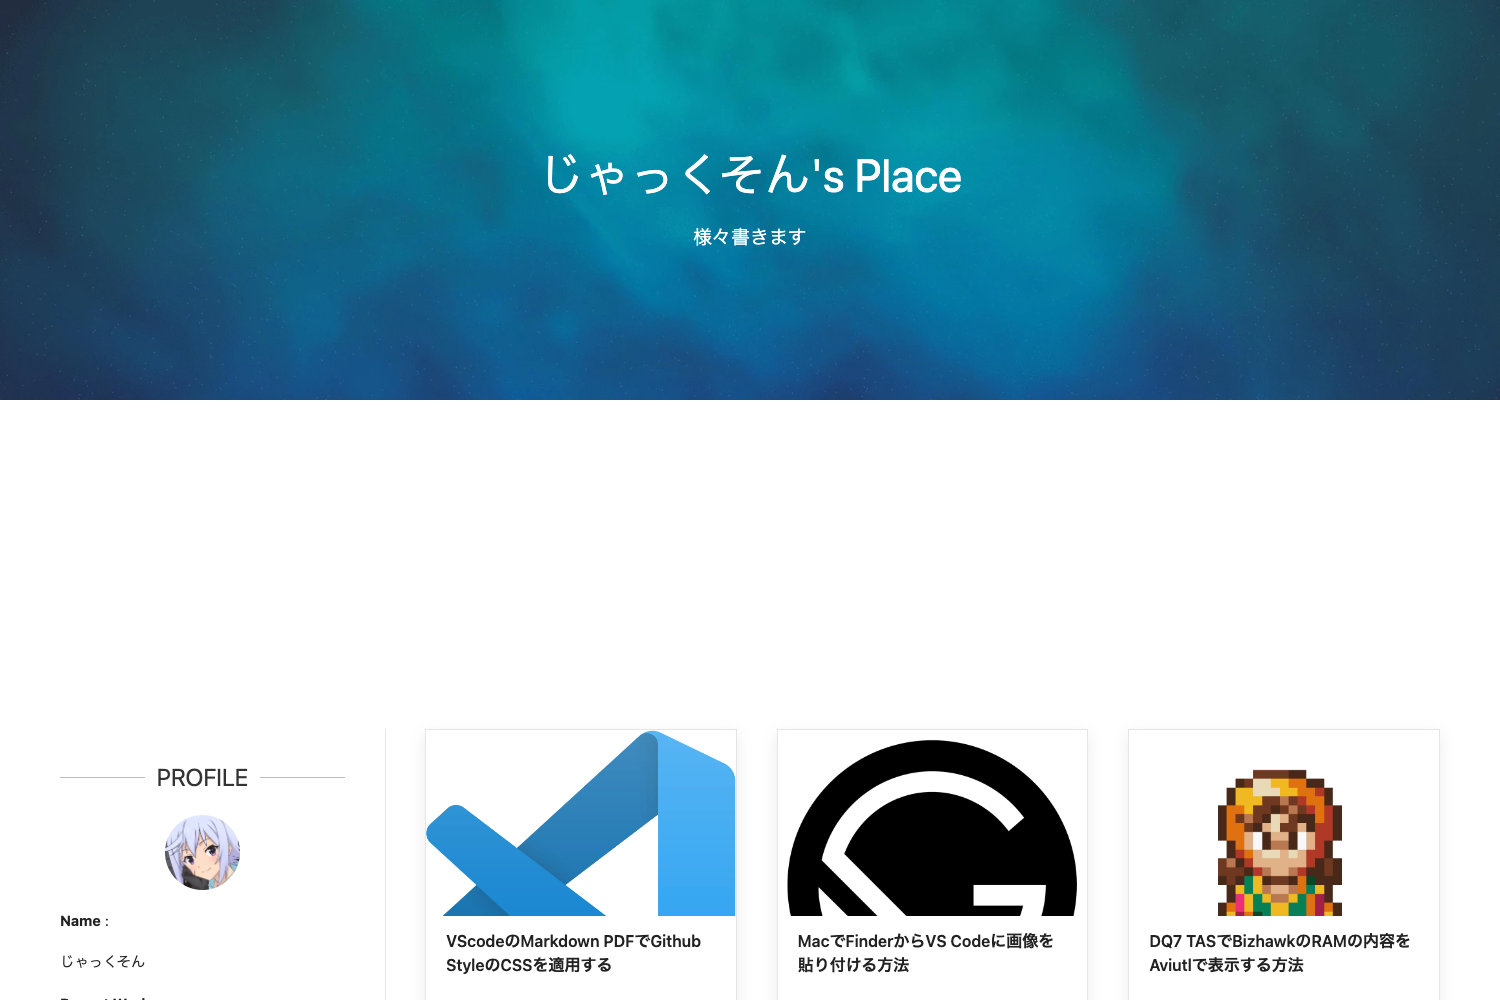 じゃっくそん's Place
様々書きます
PROFILE
Name :
じゃっくそん
VScodeのMarkdown PDFでGithub
StyleのCSSを適用する
MacでFinderからVS Codeに画像を
貼り付ける方法
DQ7 TASでBizhawkのRAMの内容を
Aviutlで表示する方法